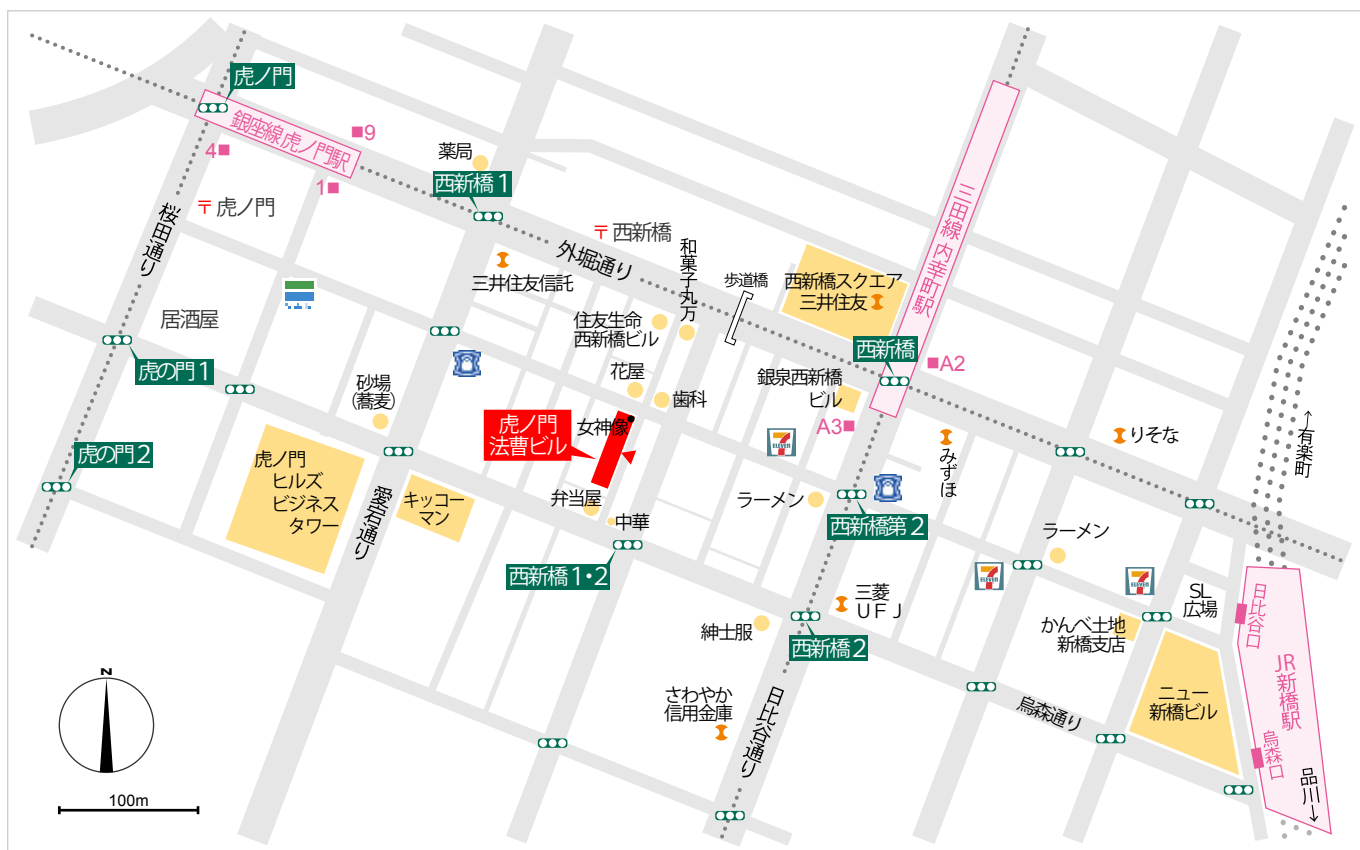 虎ノ門
銀座線虎ノ門駅
9
4
1
薬局
西新橋1
〒虎ノ門
桜田通り
〒西新橋
外堀通り
三井住友信託
和菓子丸万
歩道橋
西新橋スクエア
三井住友
三田線 内幸町駅
西新橋
A2
居酒屋
虎の門1
住友生命
西新橋ビル
花屋
歯科
銀泉西新橋
ビル
A3
砂場
(蕎麦)
虎ノ門
法曹ビル
女神像
7
ELEVEN
みずほ
りそな
←有楽町
虎の門2
虎ノ門
ヒルズ
ビジネス
タワー
愛宕通り
キッコー
マン
弁当屋
中華
ラーメン
西新橋第2
ラーメン
西新橋1・2
7
ELEVEN
7
ELEVEN
SL
広場
日比谷口
三菱
UFJ
紳士服
西新橋2
かんべ土地
新橋支店
JR新橋駅
ニュー
新橋ビル
烏森通り
さわやか
信用金庫
日比谷通り
烏森口
品川→
N
100m